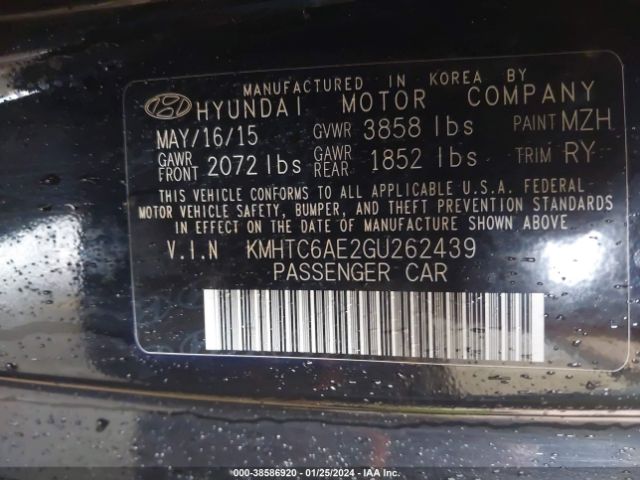 MANUFACTURED IN KOREA BY
HYUNDAI MOTOR COMPANY
MAY/16/15 GVWR 3858 lbs PAINT MZH
GAWR FRONT 2072 lbs GAWR REAR 1852 lbs TRIM RY
THIS VEHICLE CONFORMS TO ALL APPLICABLE U.S.A. FEDERAL
MOTOR VEHICLE SAFETY, BUMPER, AND THEFT PREVENTION STANDARDS
IN EFFECT ON THE DATE OF MANUFACTURE SHOWN ABOVE.
V.I.N KMHTC6AE2GU262439
PASSENGER CAR
000-38586920 - 01/25/2024 - IAAI.COM